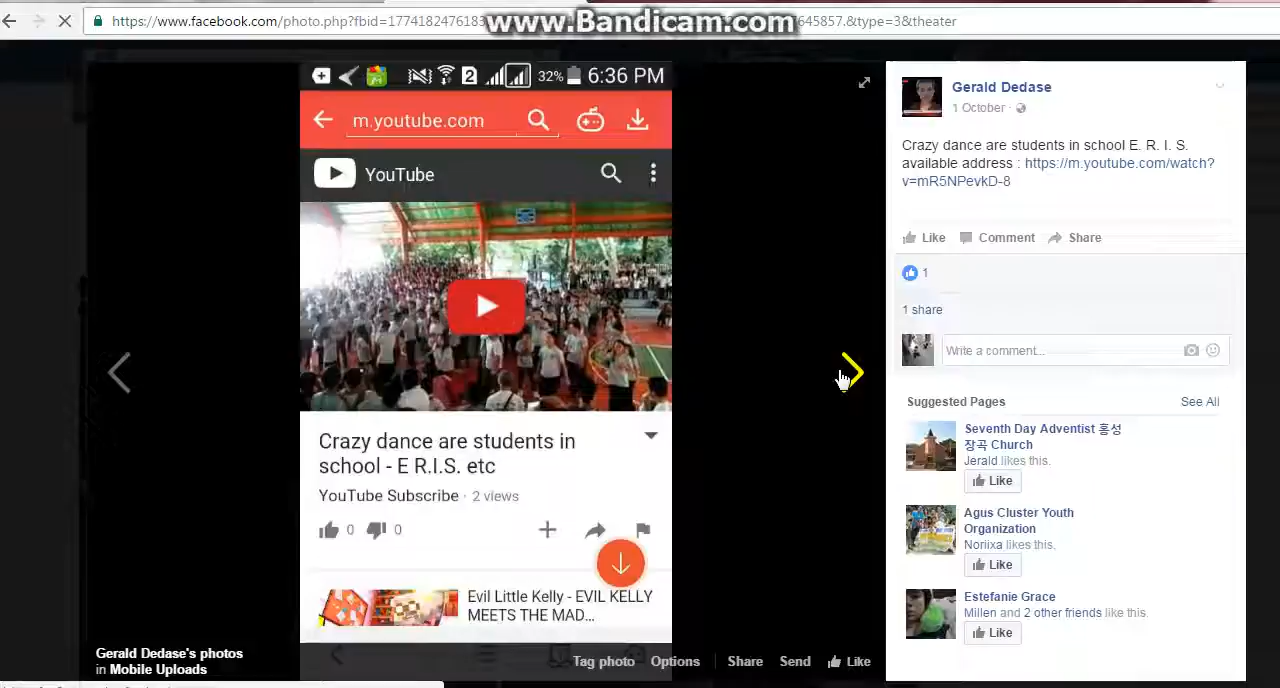 https://www.facebook.com/photo.php?fbid=1774182476183
645857.&type=3&theater
www.Bandicam.com
2
32%
6:36 PM
m.youtube.com
YouTube
Crazy dance are students in
school - E R.I.S. etc
YouTube Subscribe · 2 views
0
0
Evil Little Kelly - EVIL KELLY
MEETS THE MAD...
Gerald Dedase's photos
in Mobile Uploads
Tag photo
Options
Share
Send
Like
Gerald Dedase
1 October ·
Crazy dance are students in school E. R. I. S.
available address : https://m.youtube.com/watch?
v=mR5NPevkD-8
Like
Comment
Share
1
1 share
Write a comment...
Suggested Pages
See All
Seventh Day Adventist 홍성
장곡 Church
Jerald likes this.
Like
Agus Cluster Youth
Organization
Noriixa likes this.
Like
Estefanie Grace
Millen and 2 other friends like this.
Like